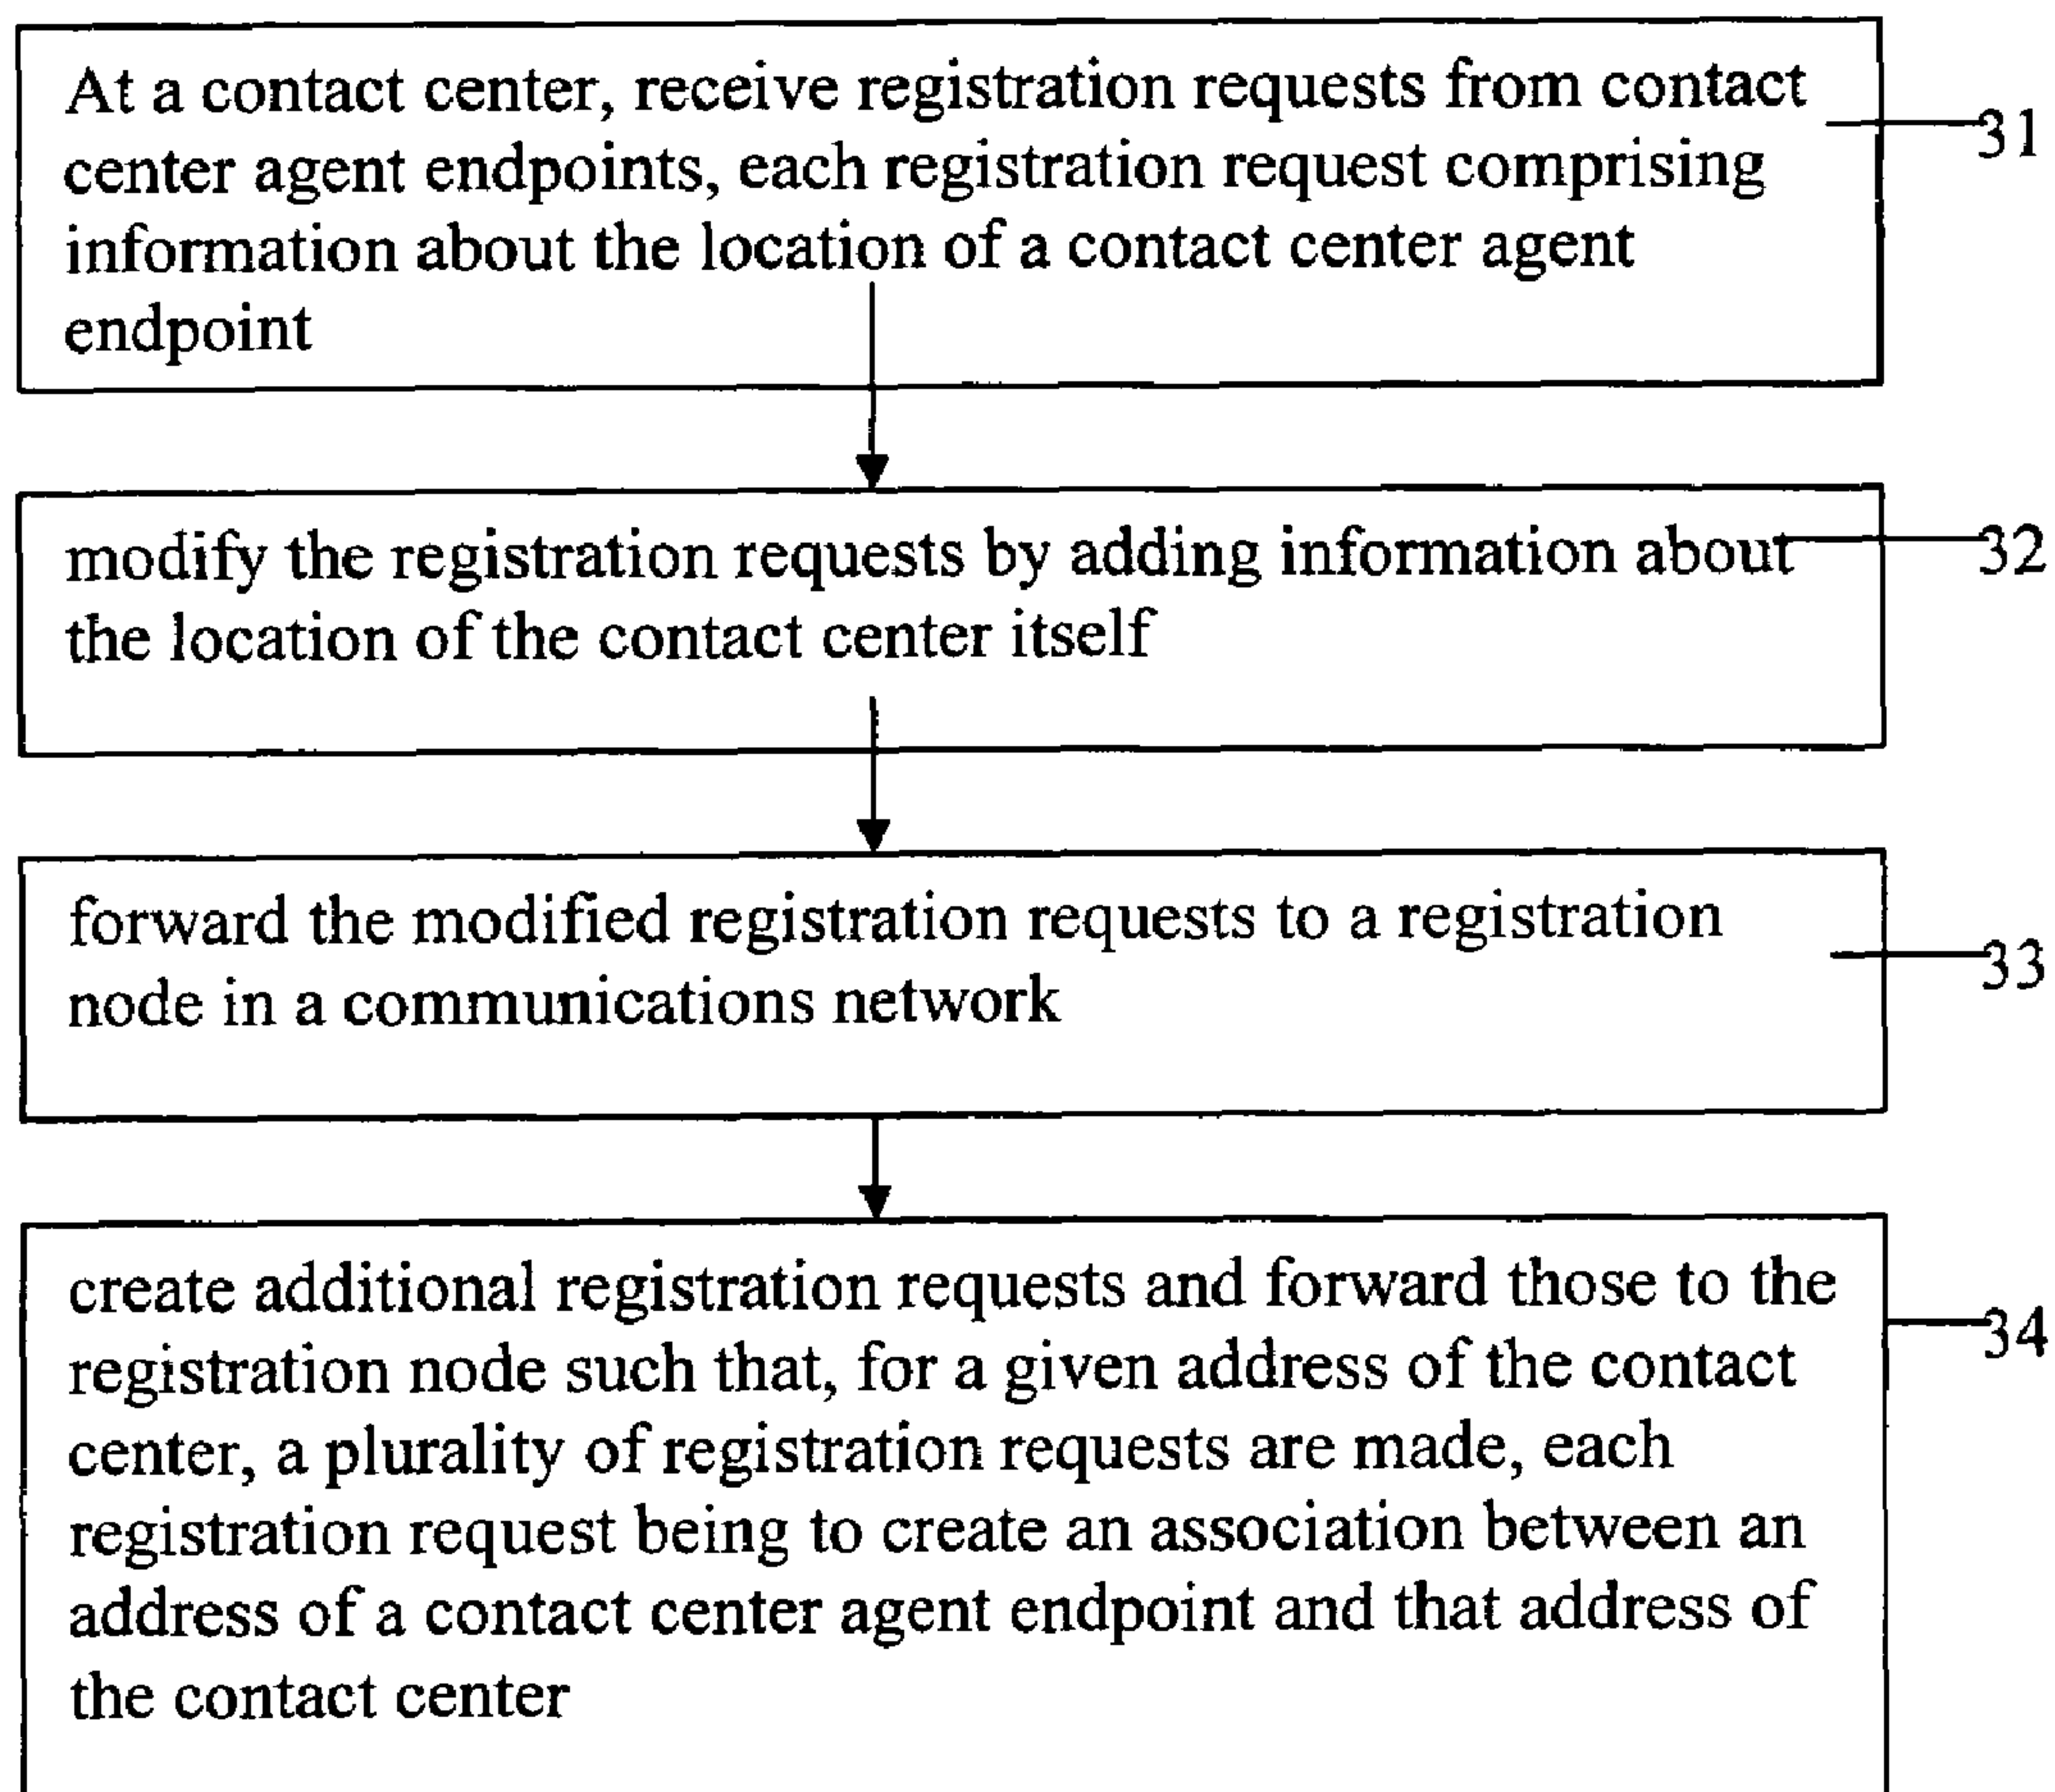 At a contact center, receive registration requests from contact
center agent endpoints, each registration request comprising
information about the location of a contact center agent
endpoint
31
modify the registration requests by adding information about
the location of the contact center itself
32
forward the modified registration requests to a registration
node in a communications network
33
create additional registration requests and forward those to the
registration node such that, for a given address of the contact
center, a plurality of registration requests are made, each
registration request being to create an association between an
address of a contact center agent endpoint and that address of
the contact center
34